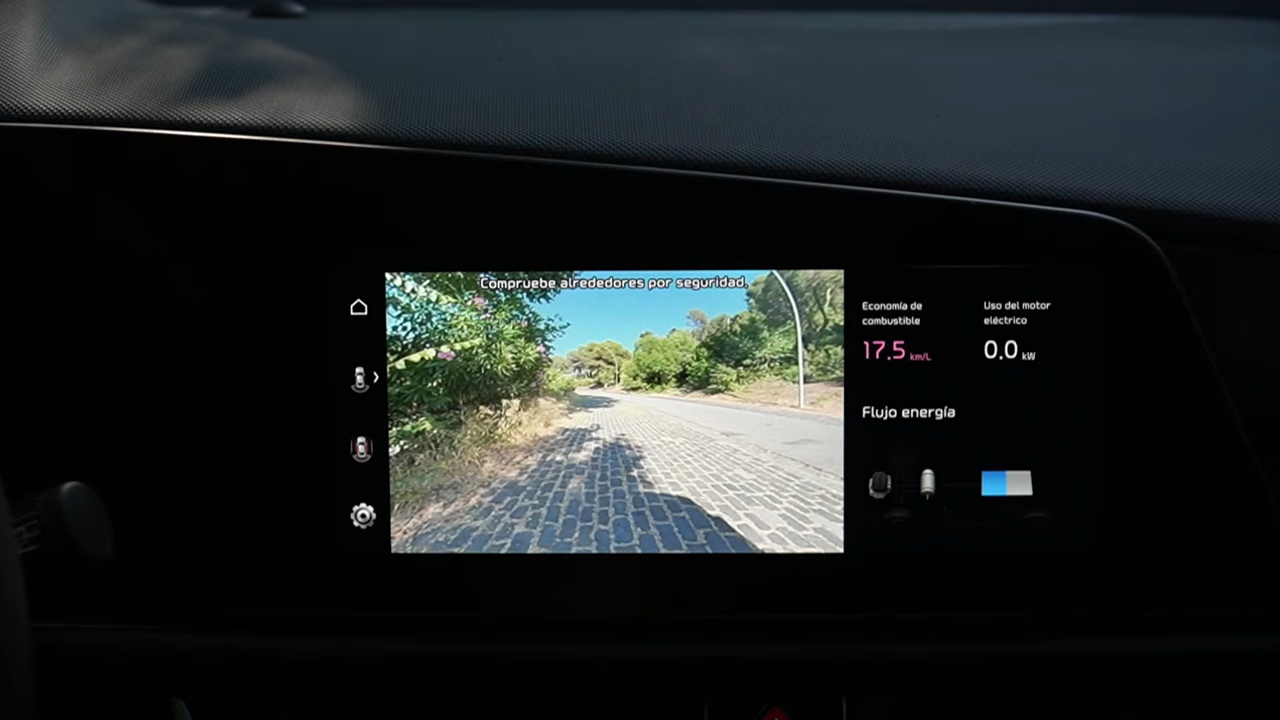 Compruebe alrededores por seguridad.
Economía de
combustible
17.5 km/L
Uso del motor
eléctrico
0.0 kW
Flujo energía